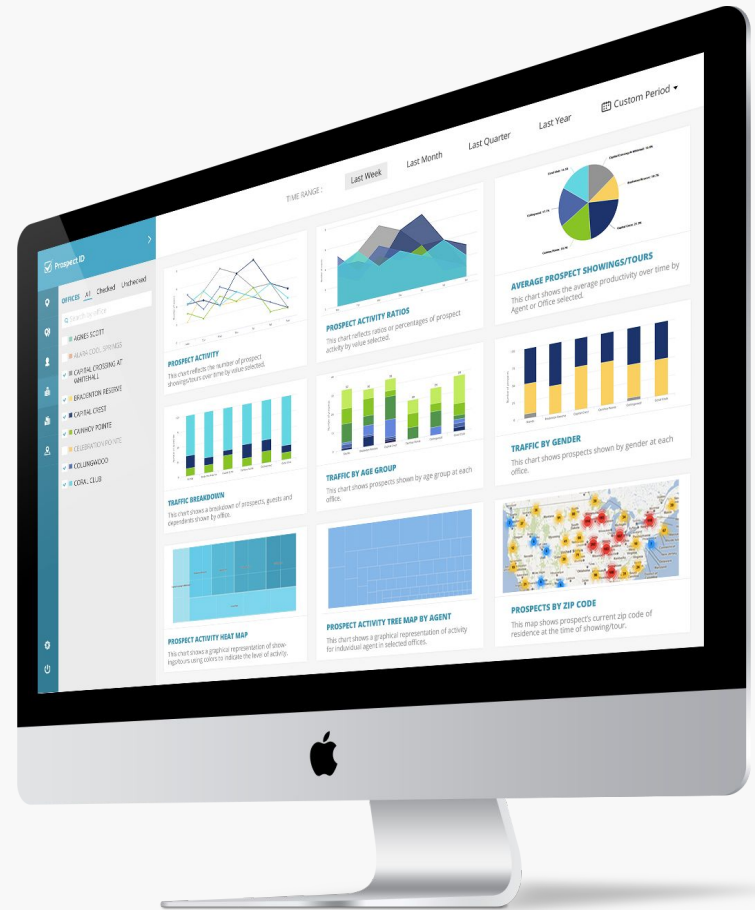 Prospect ID
TIME RANGE :
Last Week
Last Month
Last Quarter
Last Year
Custom Period
OFFICES
All
Checked
Unchecked
Search by office
AGNES SCOTT
ALARA COOL SPRINGS
CAPITAL CROSSING AT
WHITEHALL
BRADENTON RESERVE
CAPITAL CREST
CAINHOY POINTE
CELEBRATION POINTE
COLLINGWOOD
CORAL CLUB
PROSPECT ACTIVITY
This chart reflects the number of prospect
showings/tours over time by value selected.
PROSPECT ACTIVITY RATIOS
This chart reflects ratios or percentages of prospect
activity by value selected.
AVERAGE PROSPECT SHOWINGS/TOURS
This chart shows the average productivity over time by
Agent or Office selected.
TRAFFIC BREAKDOWN
This chart shows a breakdown of prospects, guests and
dependents shown by office.
TRAFFIC BY AGE GROUP
This chart shows prospects shown by age group at each
office.
TRAFFIC BY GENDER
This chart shows prospects shown by gender at each
office.
PROSPECT ACTIVITY HEAT MAP
This chart shows a graphical representation of show-
ings/tours using colors to indicate the level of activity.
PROSPECT ACTIVITY TREE MAP BY AGENT
This chart shows a graphical representation of activity
for induvidual agent in selected offices.
PROSPECTS BY ZIP CODE
This map shows prospect's current zip code of
residence at the time of showing/tour.